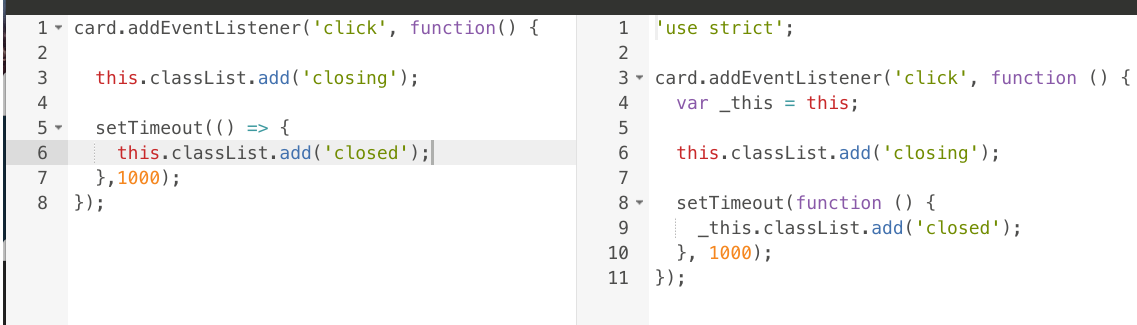 1 card.addEventListener('click', function() {
2
3 this.classList.add('closing');
4
5 setTimeout(() => {
6 this.classList.add('closed');
7 },1000);
8 });
1 'use strict';
2
3 card.addEventListener('click', function () {
4 var _this = this;
5
6 this.classList.add('closing');
7
8 setTimeout(function () {
9 _this.classList.add('closed');
10 }, 1000);
11 });